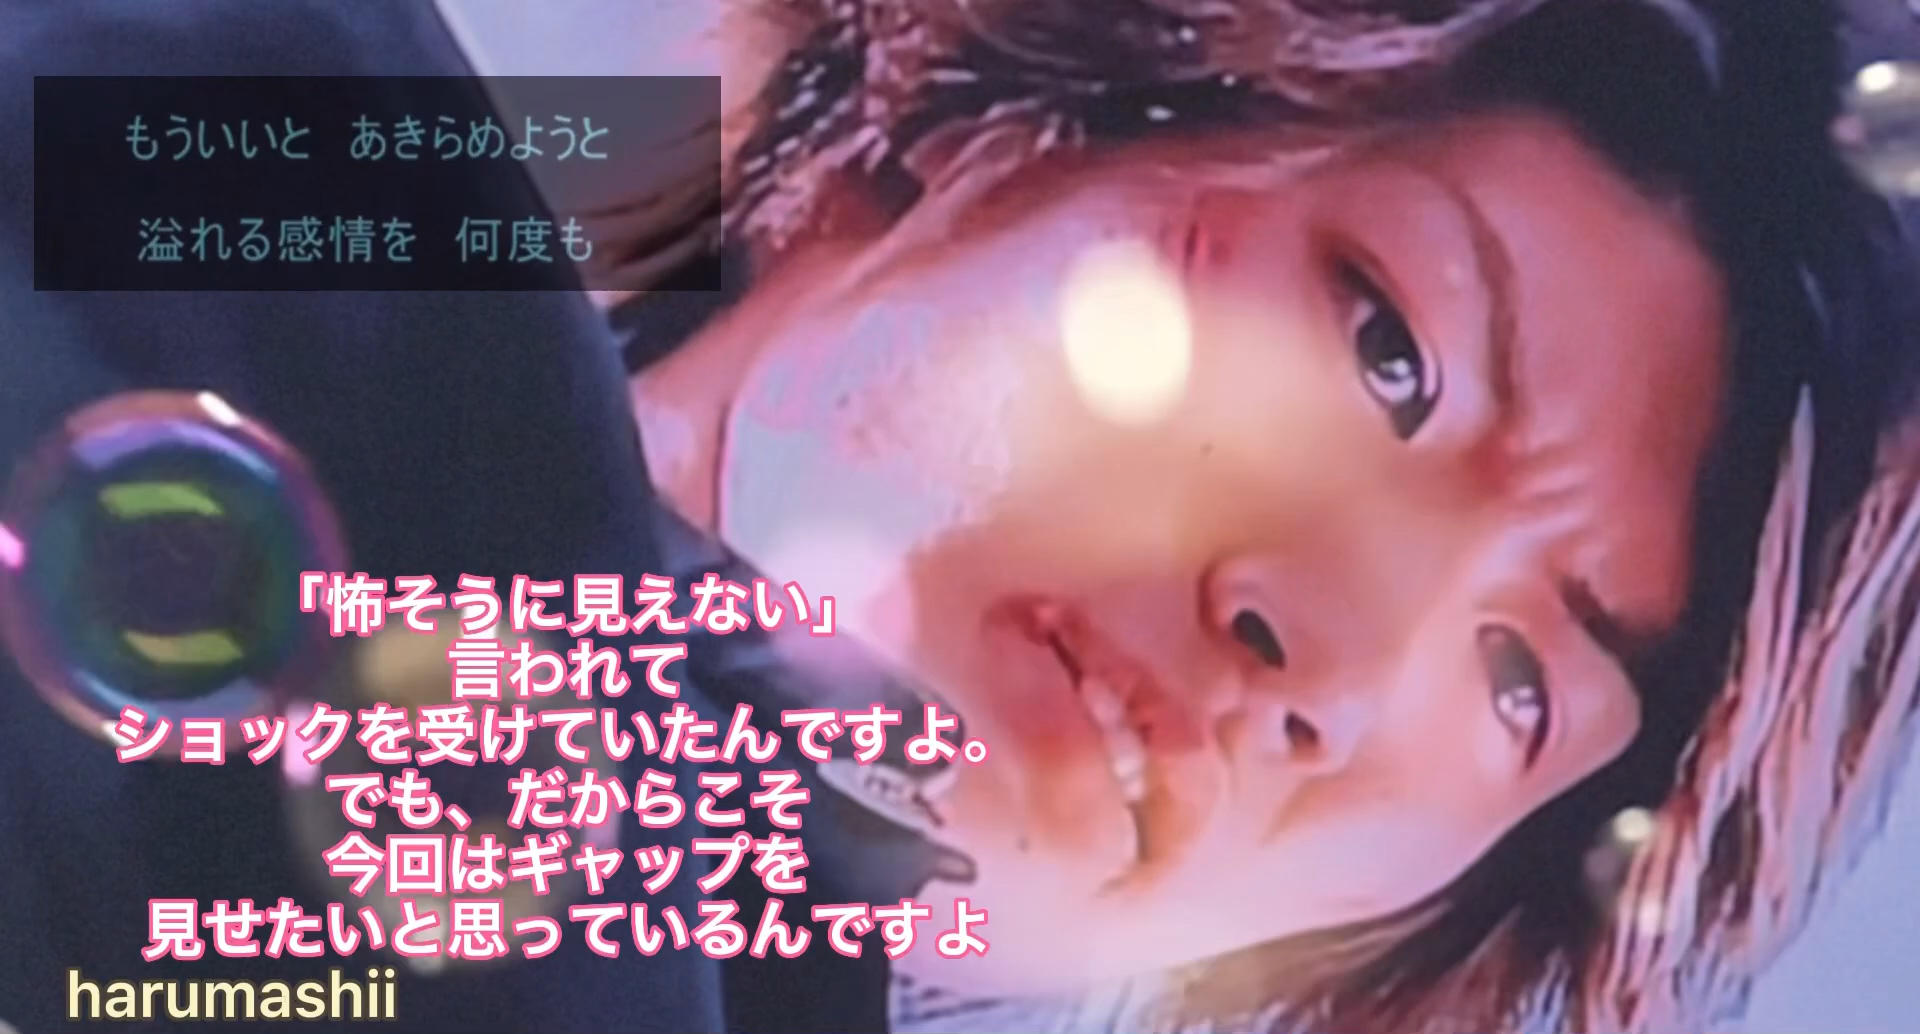 もういいと　あきらめようと
溢れる感情を　何度も
「怖そうに見えない」
言われて
ショックを受けていたんですよ。
でも、だからこそ
今回はギャップを
見せたいと思っているんですよ
harumashii